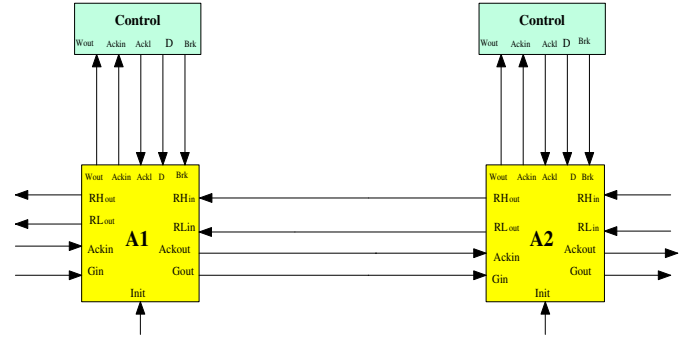 Control Control
Wout Ackin Ackl D Brk Wout Ackin Ackl D Brk
Wout Ackin Ackl D Brk Wout Ackin Ackl D Brk
RHout RHin RHout RHin
RLout RLin RLout RLin
A1 A2
Ackin Ackin Ackout
Gin Gout Gin Gout
Init Init